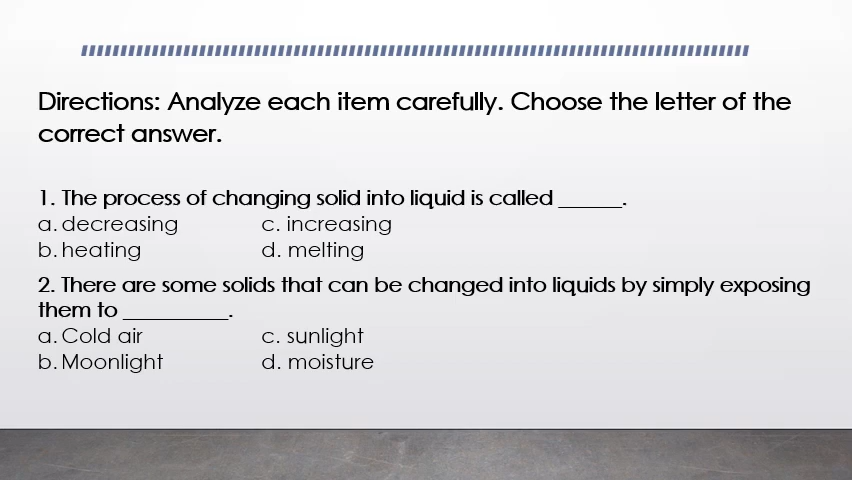 Directions: Analyze each item carefully. Choose the letter of the
correct answer.
1. The process of changing solid into liquid is called ______.
a. decreasing c. increasing
b. heating d. melting
2. There are some solids that can be changed into liquids by simply exposing
them to __________.
a. Cold air c. sunlight
b. Moonlight d. moisture